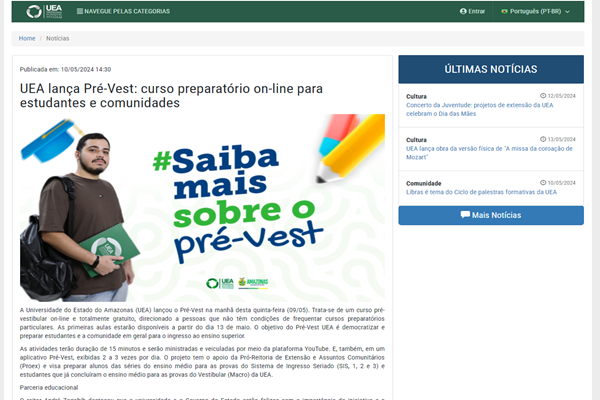 UEA
NAVEGUE PELAS CATEGORIAS
Entrar
Português (PT-BR)
Home / Notícias
Publicada em: 10/05/2024 14:30
UEA lança Pré-Vest: curso preparatório on-line para
estudantes e comunidades
#Saiba
mais
sobre o
pré-Vest
UEA
AMAZONAS
UEA
A Universidade do Estado do Amazonas (UEA) lançou o Pré-Vest na manhã desta quinta-feira (09/05). Trata-se de um curso pré-
vestibular on-line e totalmente gratuito, direcionado a pessoas que não têm condições de frequentar cursos preparatórios
particulares. As primeiras aulas estarão disponíveis a partir do dia 13 de maio. O objetivo do Pré-Vest UEA é democratizar e
preparar estudantes e a comunidade em geral para o ingresso ao ensino superior.
As atividades terão duração de 15 minutos e serão ministradas e veiculadas por meio da plataforma YouTube. E, também, em um
aplicativo Pré-Vest, exibidas 2 a 3 vezes por dia. O projeto tem o apoio da Pró-Reitoria de Extensão e Assuntos Comunitários
(Proex) e visa preparar alunos das séries do ensino médio para as provas do Sistema de Ingresso Seriado (SIS, 1, 2 e 3) e
estudantes que já concluíram o ensino médio para as provas do Vestibular (Macro) da UEA.
Parceria educacional
ÚLTIMAS NOTÍCIAS
Cultura 12/05/2024
Concerto da Juventude: projetos de extensão da UEA
celebram o Dia das Mães
Cultura 13/05/2024
UEA lança obra da versão física de "A missa da coroação de
Mozart"
Comunidade 10/05/2024
Libras é tema do Ciclo de palestras formativas da UEA
Mais Notícias